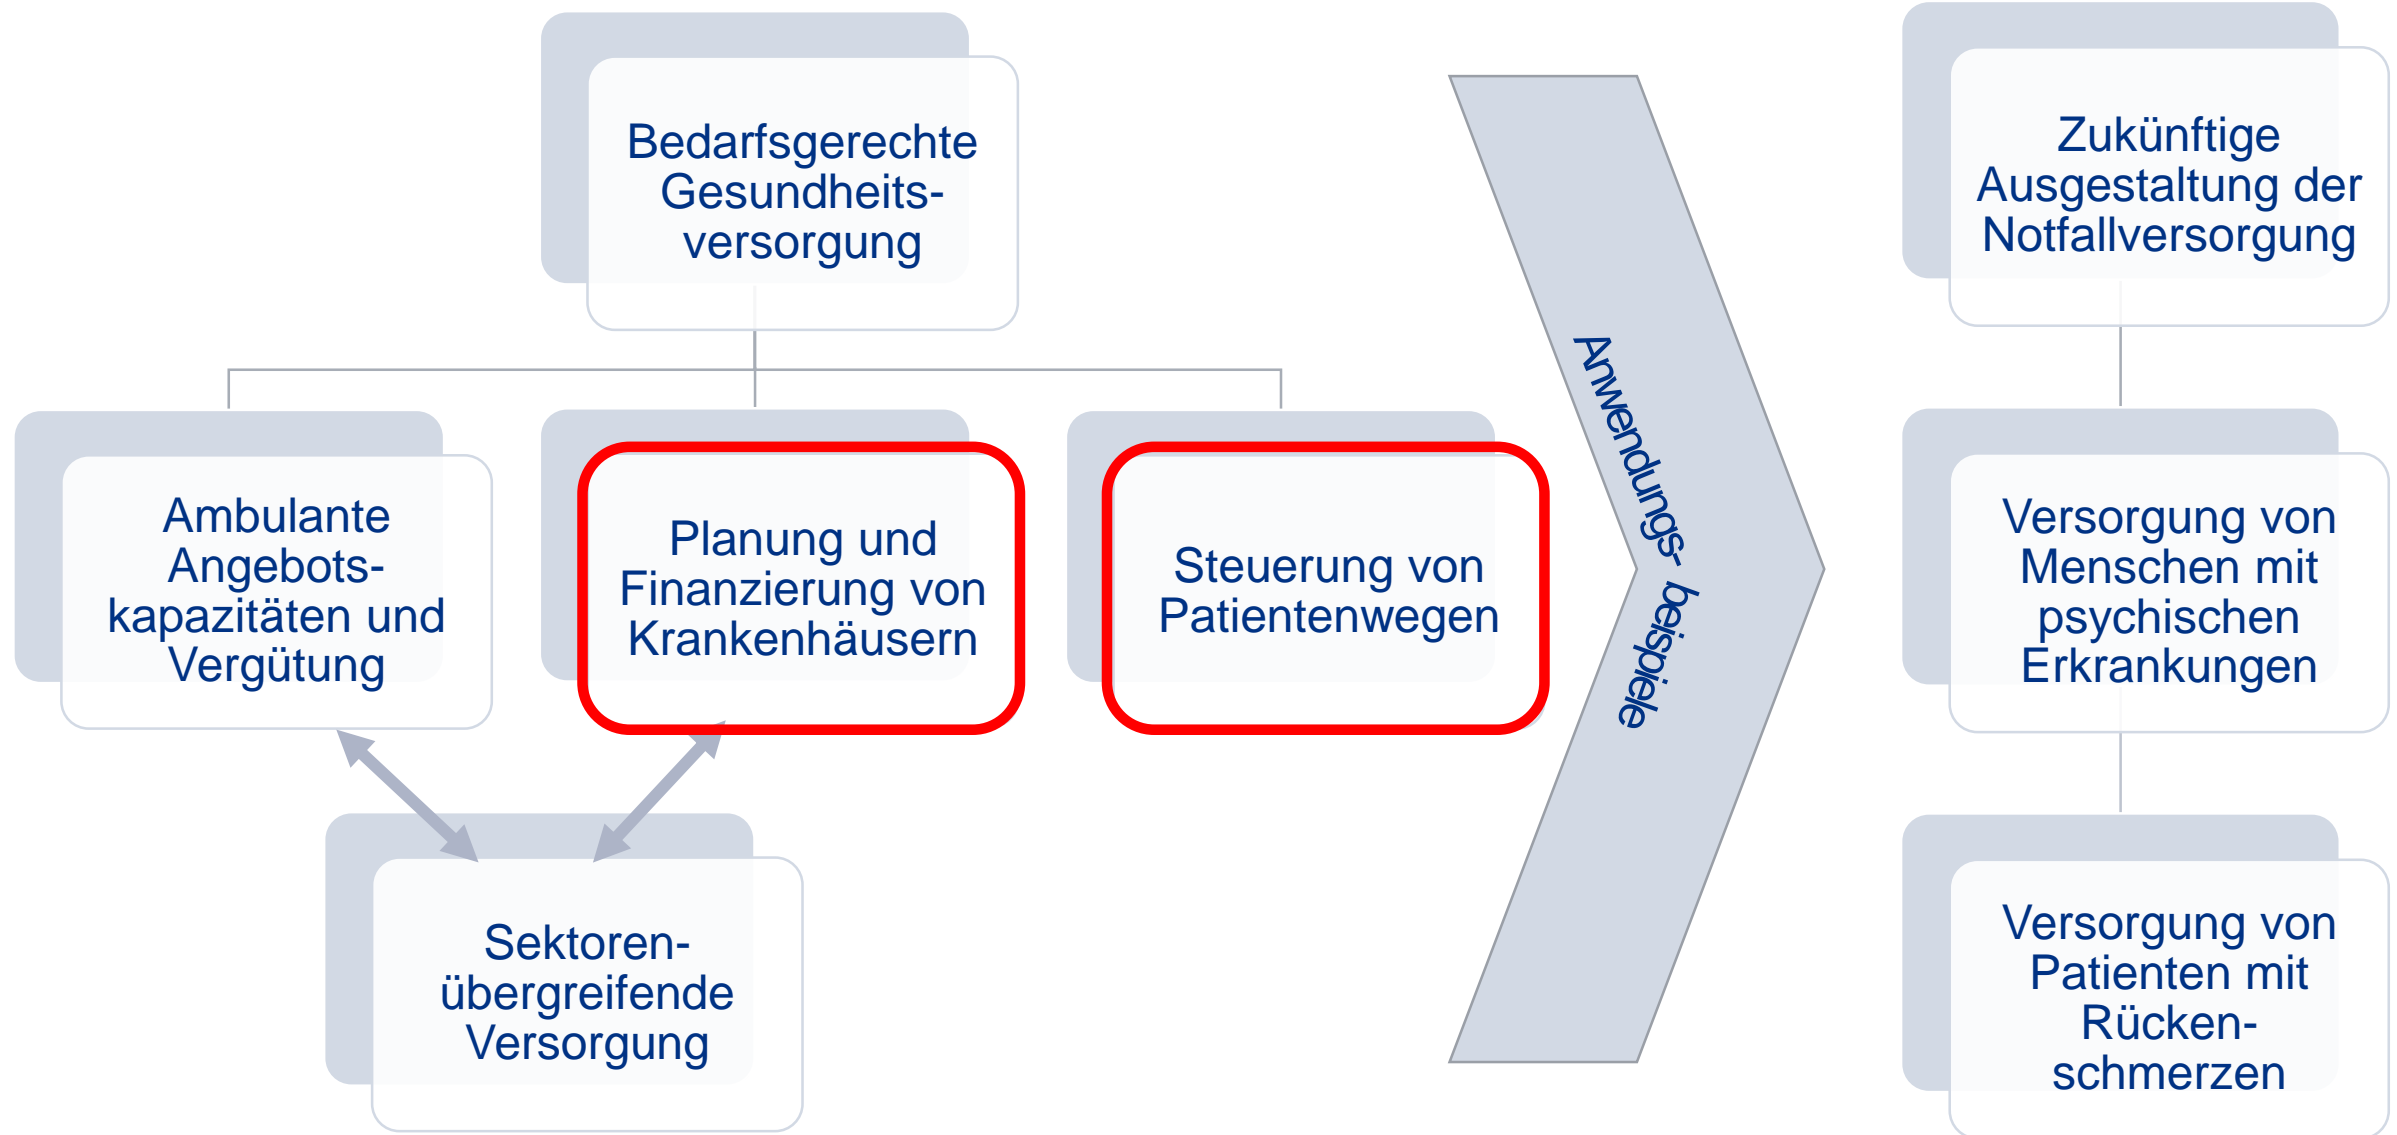 Bedarfsgerechte
Gesundheits-
versorgung
Ambulante
Angebots-
kapazitäten und
Vergütung
Planung und
Finanzierung von
Krankenhäusern
Steuerung von
Patientenwegen
Sektoren-
übergreifende
Versorgung
Anwendungs- beispiele
Zukünftige
Ausgestaltung der
Notfallversorgung
Versorgung von
Menschen mit
psychischen
Erkrankungen
Versorgung von
Patienten mit
Rücken-
schmerzen